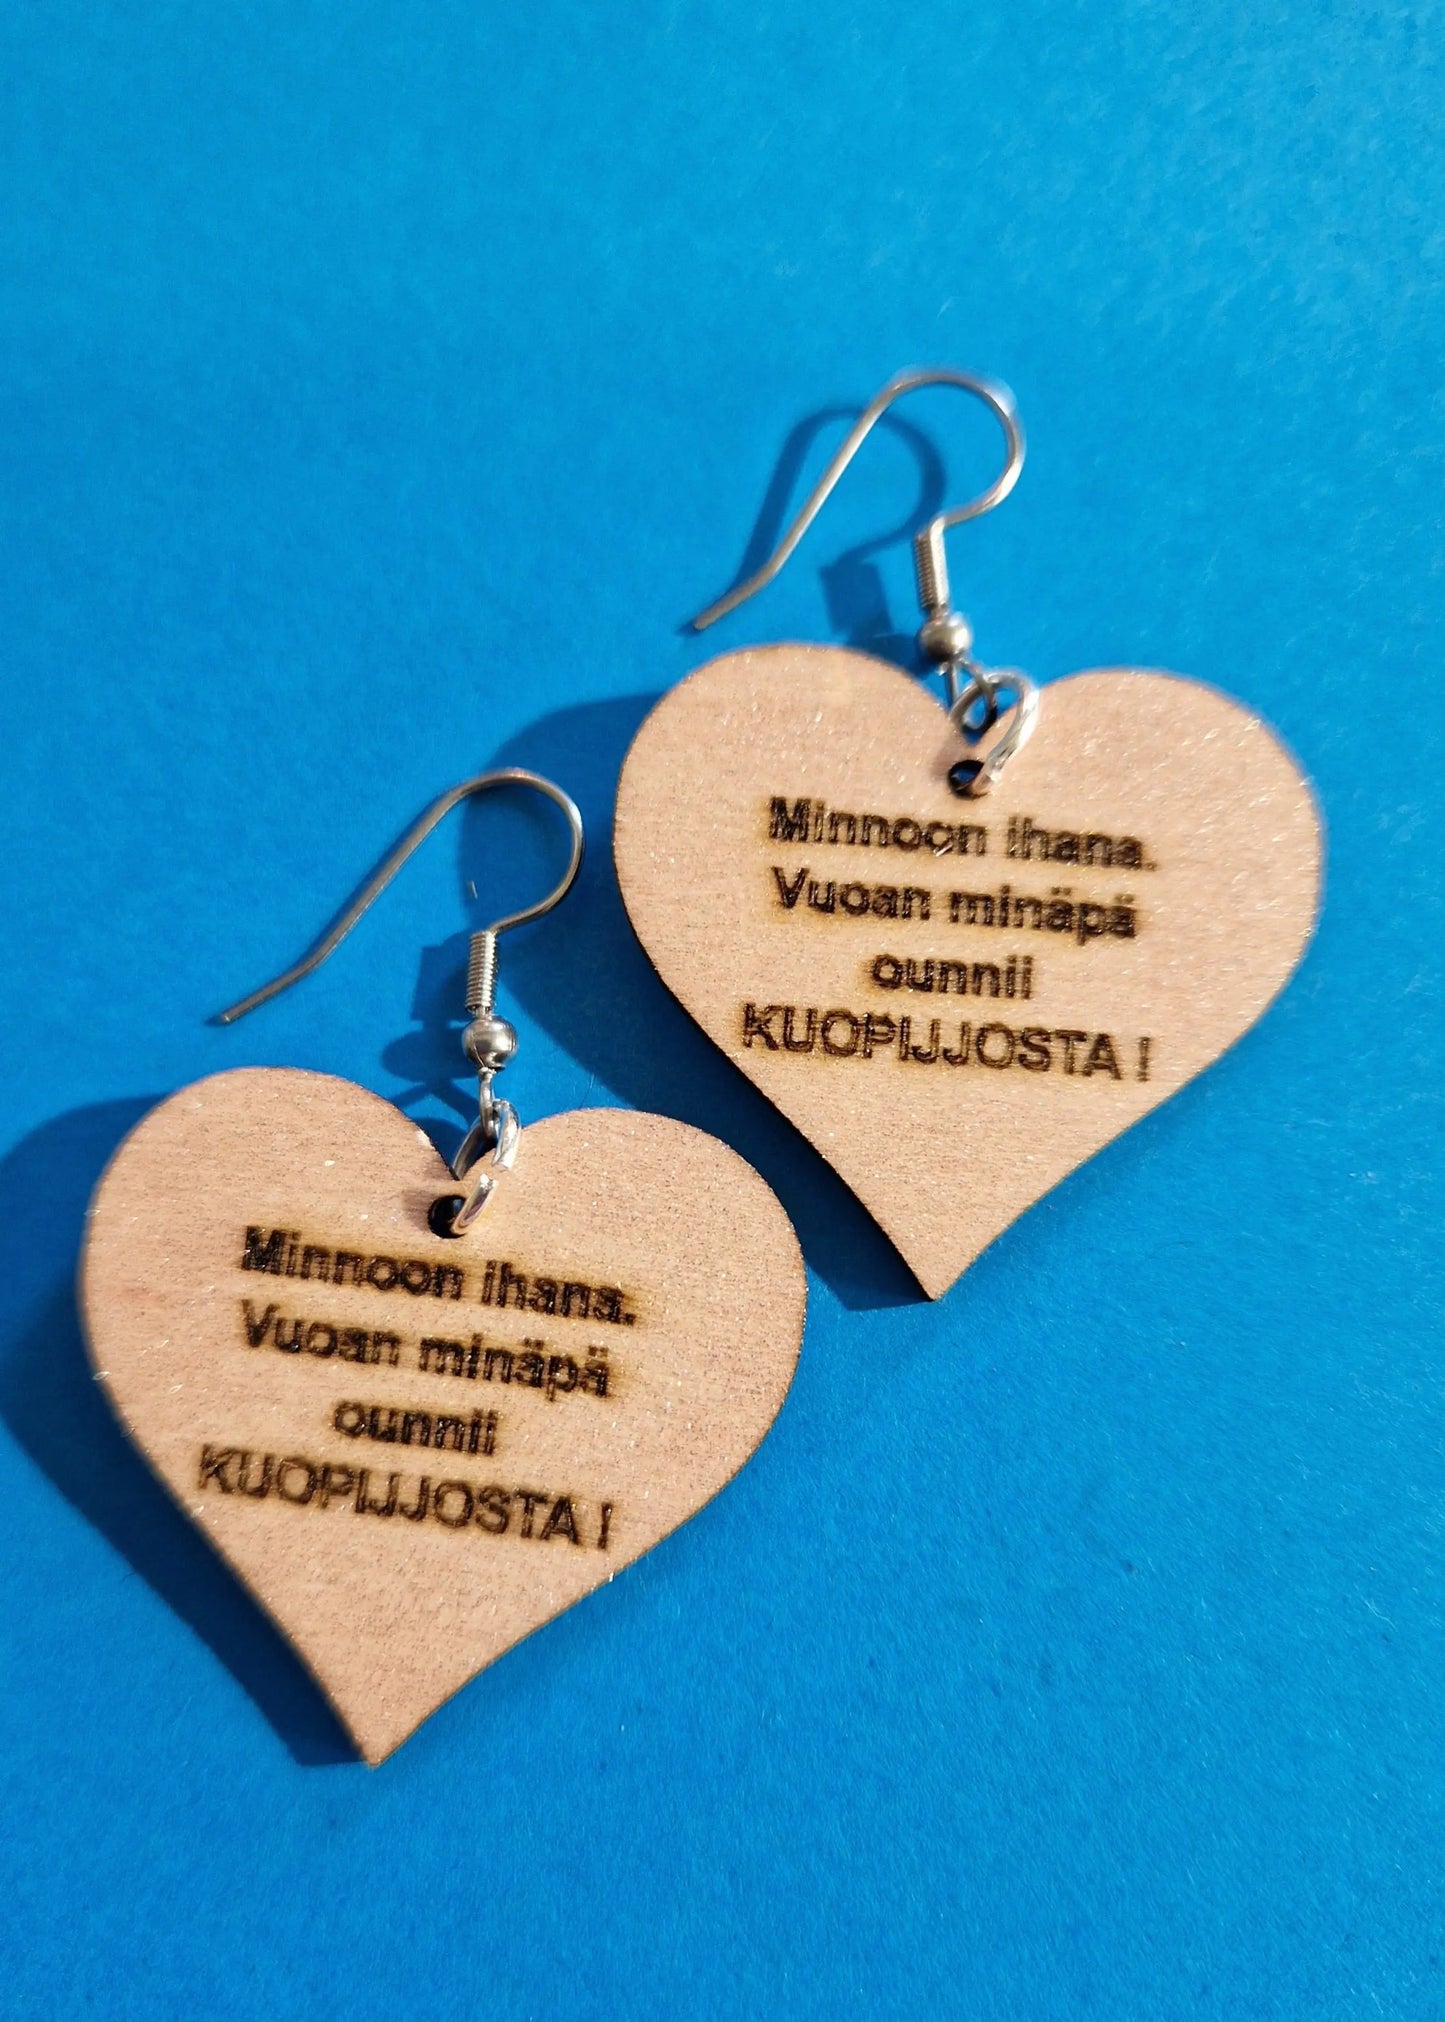 Minnoon ihana.
Vuoan minäpä
ounnii
KUOPIJJOSTA !
Minnoon ihana.
Vuoan minäpä
ounnii
KUOPIJJOSTA !